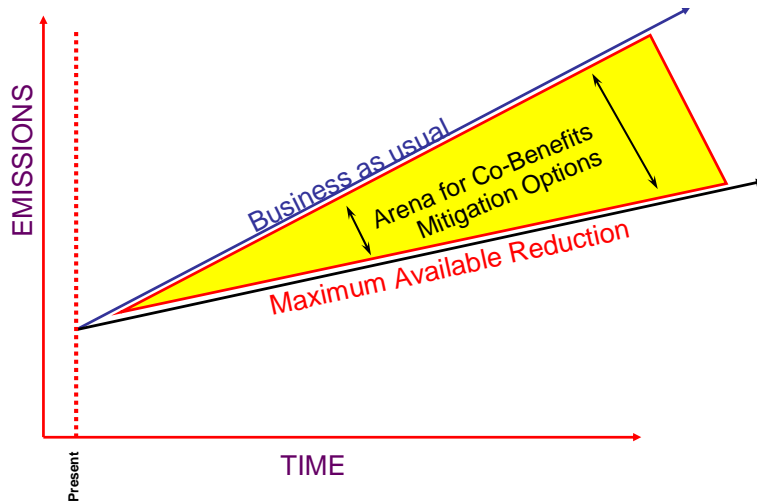 EMISSIONS
Business as usual
Arena for Co-Benefits
Mitigation Options
Maximum Available Reduction
TIME
Present